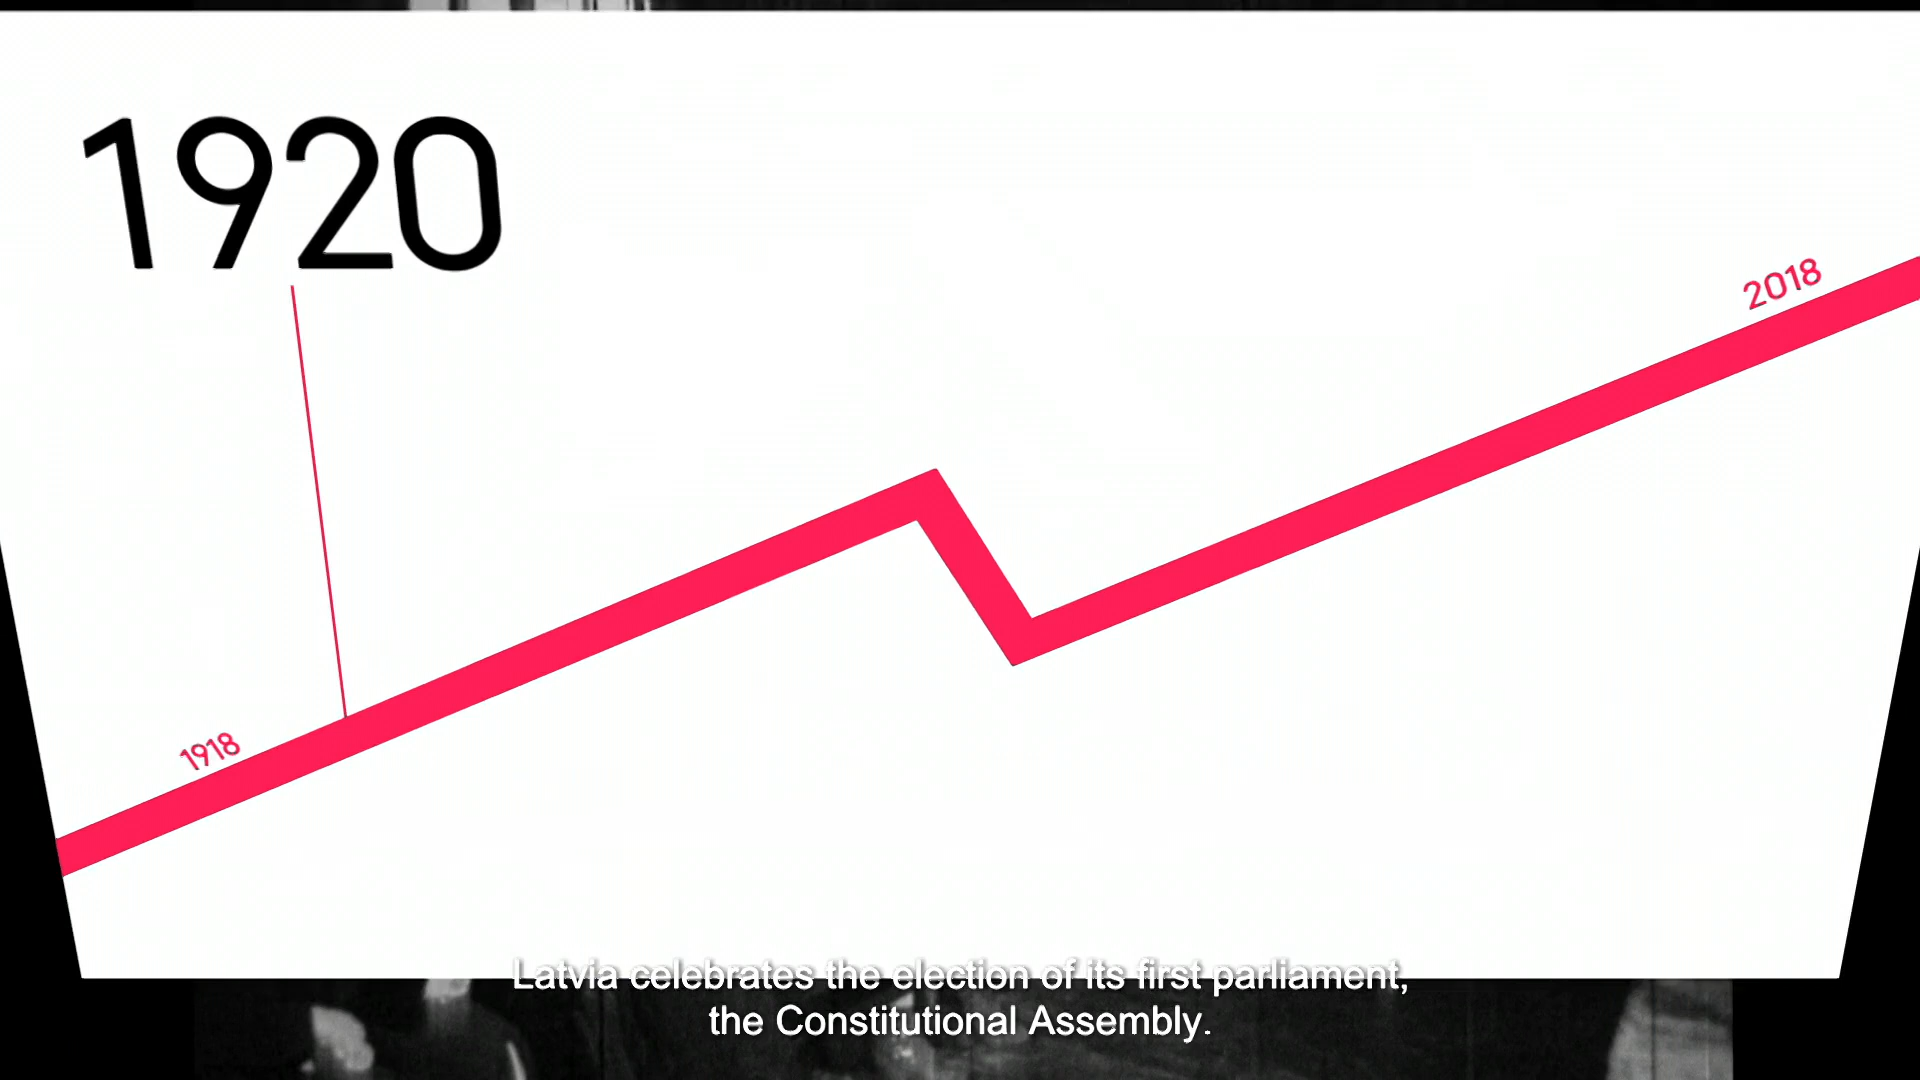 1920
2018
1918
Latvia celebrates the election of its first parliament,
the Constitutional Assembly.